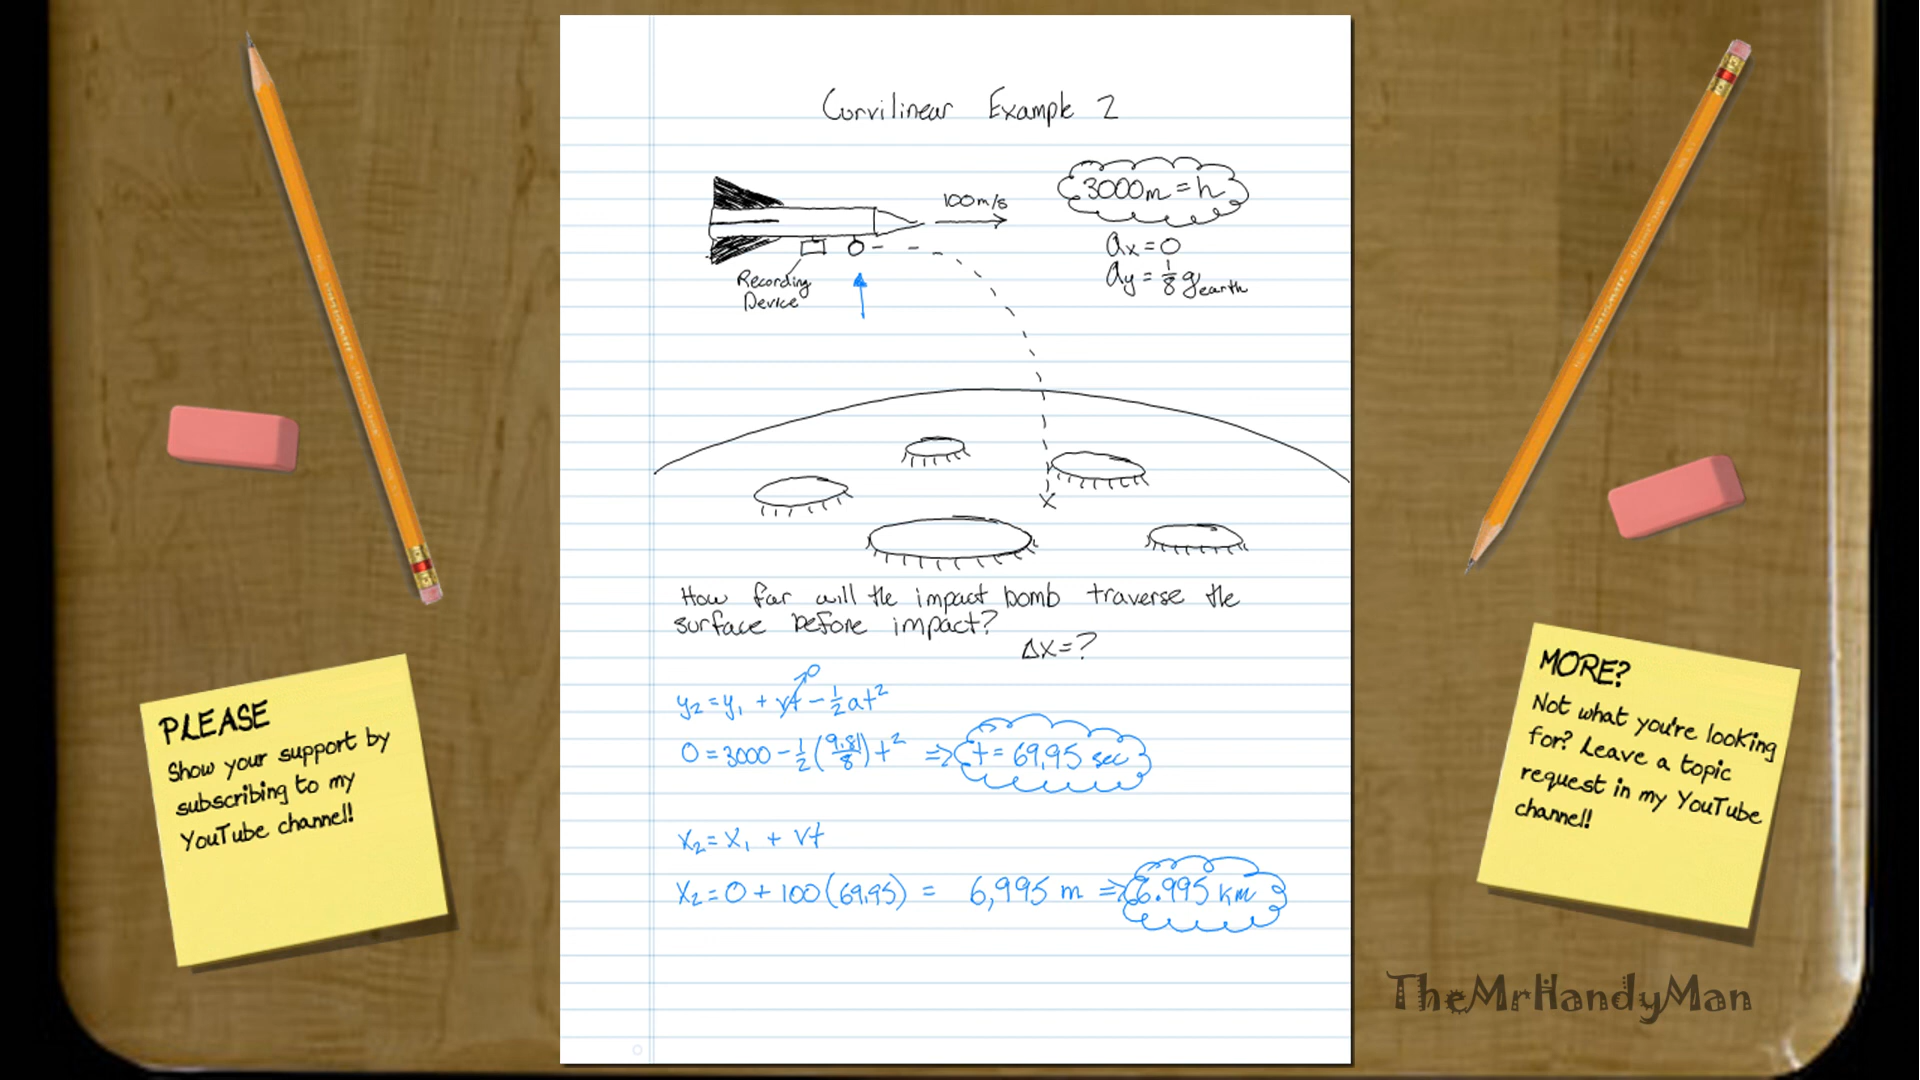 Curvilinear Example 2
100m/s
3000m = h
ax = 0
ay = 1/8 gearth
Recording
Device
x
How far will the impact bomb traverse the
surface before impact?
Δx = ?
y₂ = y₁ + vt⁰ - 1/2 at²
0 = 3000 - 1/2 (9.81/8) t² ⇒ t = 69.95 sec
x₂ = x₁ + vt
x₂ = 0 + 100(69.95) = 6,995 m ⇒ 6.995 km
PLEASE
Show your support by
subscribing to my
YouTube channel!
MORE?
Not what you're looking
for? Leave a topic
request in my YouTube
channel!
TheMrHandyMan